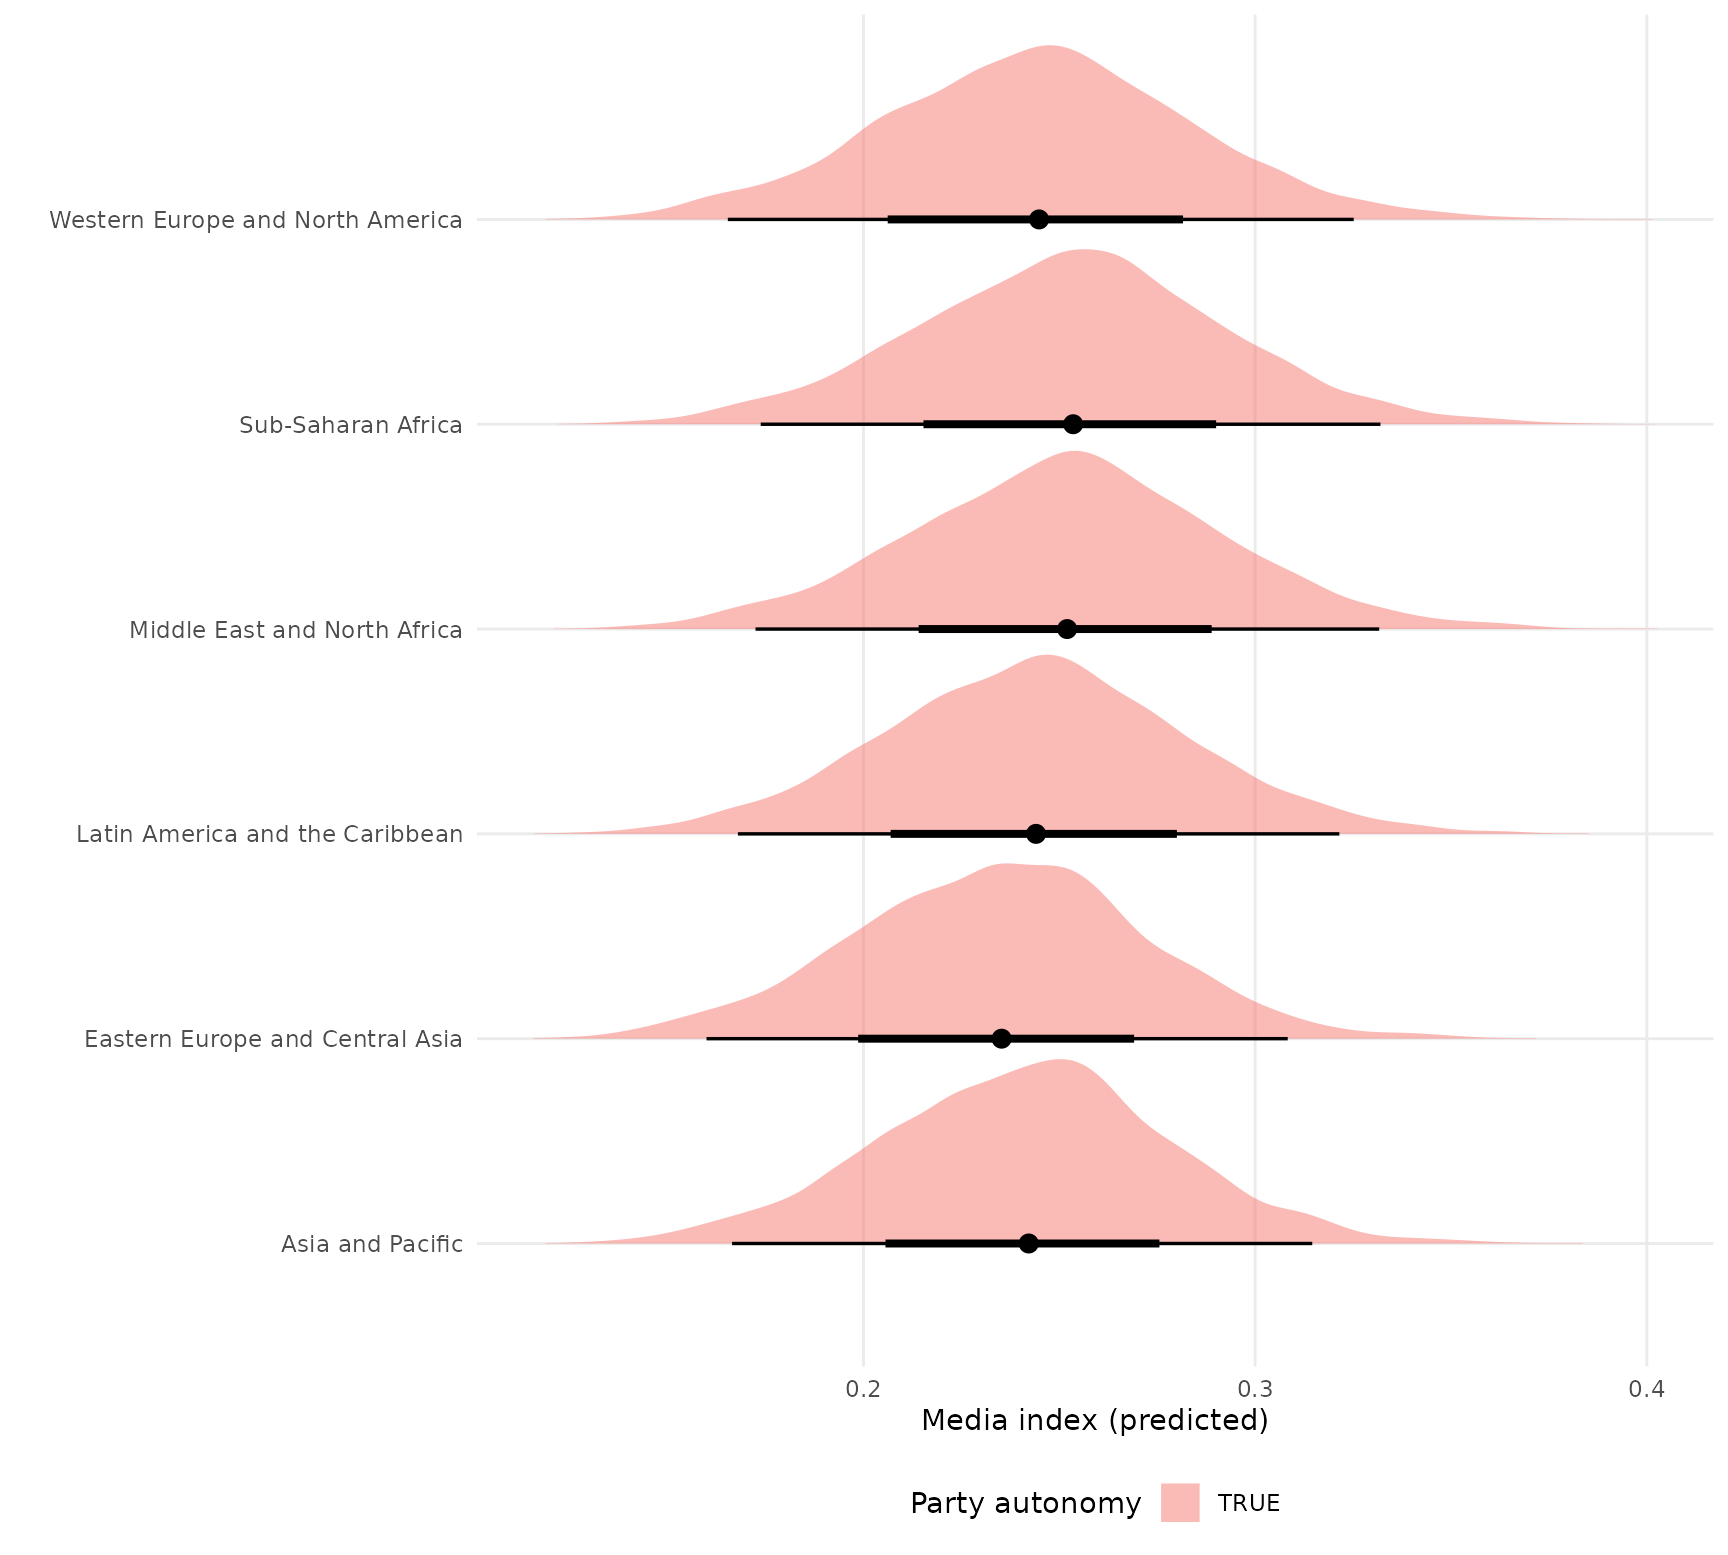 Western Europe and North America
Sub-Saharan Africa
Middle East and North Africa
Latin America and the Caribbean
Eastern Europe and Central Asia
Asia and Pacific
0.2 0.3 0.4
Media index (predicted)
Party autonomy TRUE